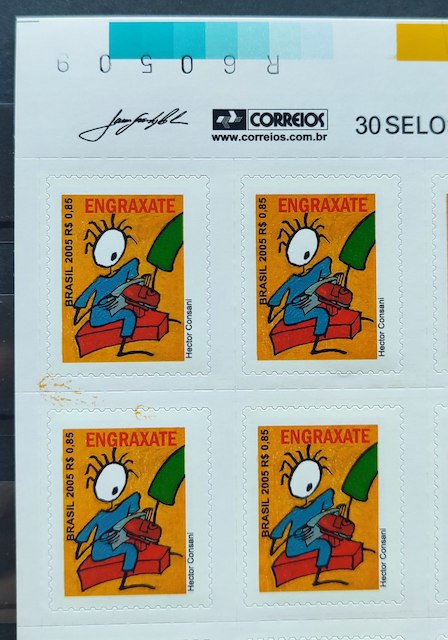 R 6 0 5 0 9
CORREIOS
www.correios.com.br
30 SELO
ENGRAXATE
BRASIL 2005 R$ 0,85
Hector Consani
ENGRAXATE
BRASIL 2005 R$ 0,85
Hector Consani
ENGRAXATE
BRASIL 2005 R$ 0,85
Hector Consani
ENGRAXATE
BRASIL 2005 R$ 0,85
Hector Consani